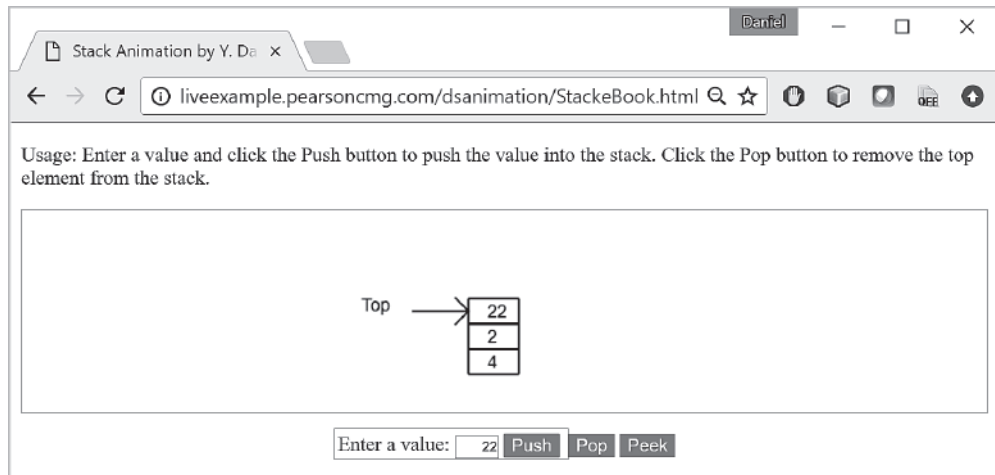 Daniel
Stack Animation by Y. Da
liveexample.pearsoncmg.com/dsanimation/StackeBook.html
OFF
Usage: Enter a value and click the Push button to push the value into the stack. Click the Pop button to remove the top
element from the stack.
Top
22
2
4
Enter a value: 22 Push Pop Peek